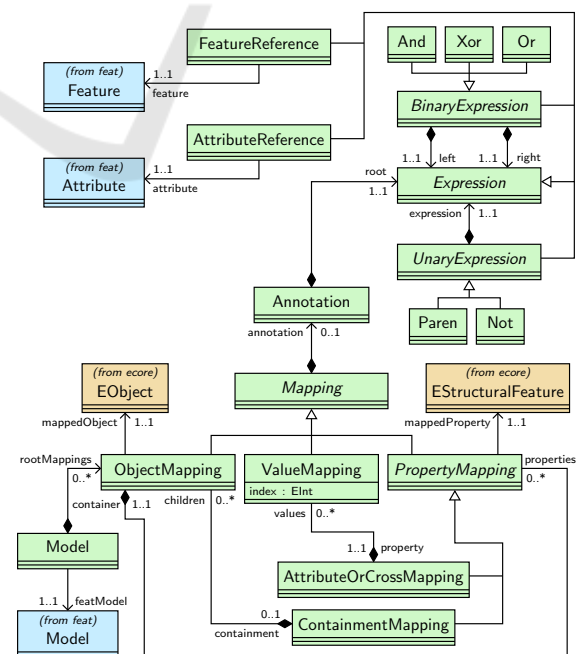 FeatureReference
And
Xor
Or
(from feat)
Feature
1..1
feature
BinaryExpression
AttributeReference
(from feat)
Attribute
1..1
attribute
1..1
left
1..1
right
root
1..1
Expression
expression
1..1
UnaryExpression
Annotation
Paren
Not
annotation
0..1
(from ecore)
EObject
Mapping
(from ecore)
EStructuralFeature
mappedObject
1..1
mappedProperty
1..1
rootMappings
0..*
ObjectMapping
ValueMapping
index : EInt
PropertyMapping
properties
0..*
container
1..1
children
0..*
values
0..*
Model
1..1
property
AttributeOrCrossMapping
1..1
featModel
(from feat)
Model
0..1
containment
ContainmentMapping